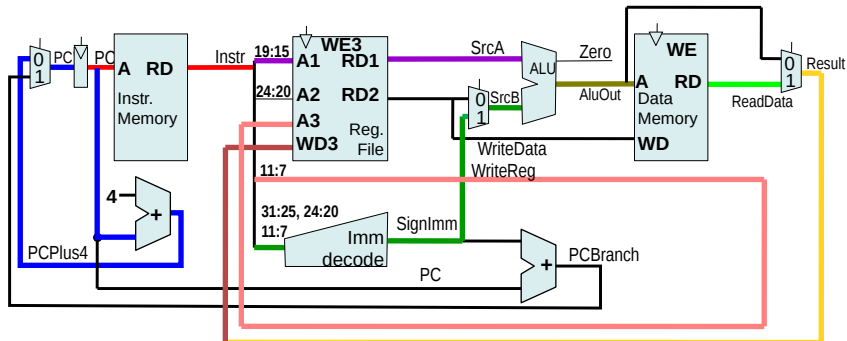 0
1
PC
PC
A RD
Instr.
Memory
Instr
19:15
24:20
WE3
A1 RD1
A2 RD2
A3
WD3
Reg.
File
SrcA
0
1
SrcB
ALU
Zero
AluOut
WriteData
WriteReg
WE
A RD
Data
Memory
WD
ReadData
0
1
Result
4
+
PCPlus4
11:7
31:25, 24:20
11:7
Imm
decode
SignImm
PC
+
PCBranch